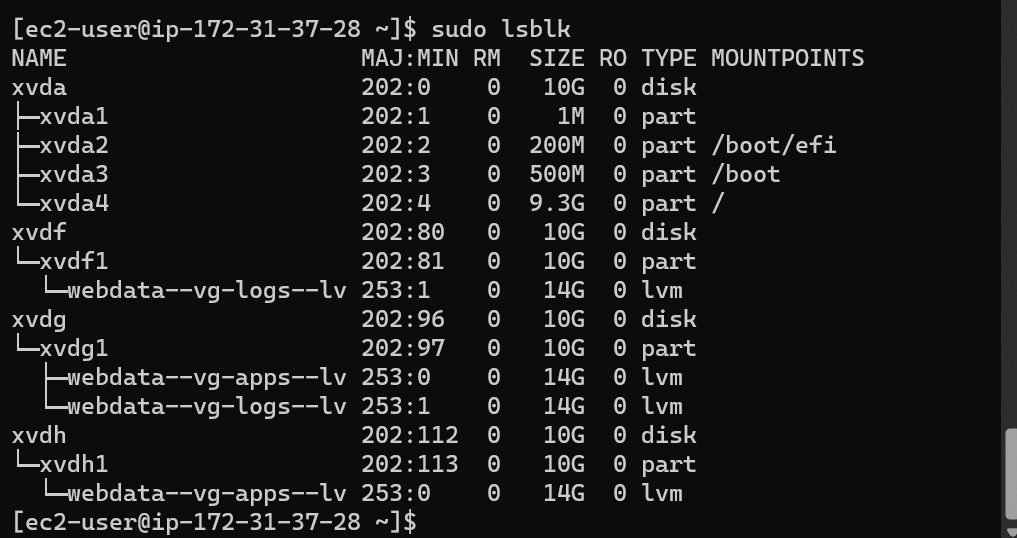 [ec2-user@ip-172-31-37-28 ~]$ sudo lsblk
NAME                     MAJ:MIN RM  SIZE RO TYPE MOUNTPOINTS
xvda                     202:0    0   10G  0 disk
├─xvda1                  202:1    0    1M  0 part
├─xvda2                  202:2    0  200M  0 part /boot/efi
├─xvda3                  202:3    0  500M  0 part /boot
└─xvda4                  202:4    0  9.3G  0 part /
xvdf                     202:80   0   10G  0 disk
└─xvdf1                  202:81   0   10G  0 part
  └─webdata--vg-logs--lv 253:1    0   14G  0 lvm
xvdg                     202:96   0   10G  0 disk
└─xvdg1                  202:97   0   10G  0 part
  ├─webdata--vg-apps--lv 253:0    0   14G  0 lvm
  └─webdata--vg-logs--lv 253:1    0   14G  0 lvm
xvdh                     202:112  0   10G  0 disk
└─xvdh1                  202:113  0   10G  0 part
  └─webdata--vg-apps--lv 253:0    0   14G  0 lvm
[ec2-user@ip-172-31-37-28 ~]$